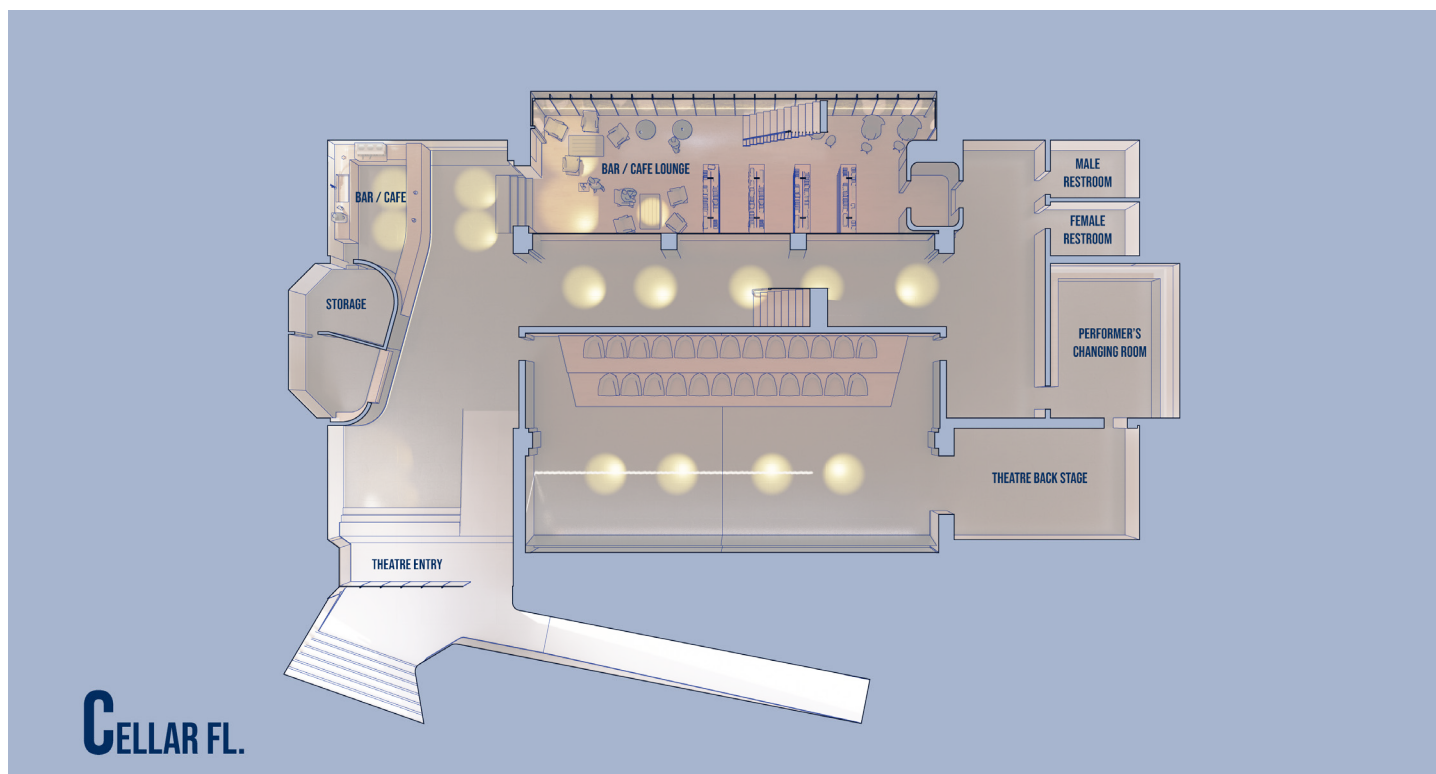 MALE
RESTROOM
BAR / CAFE LOUNGE
BAR / CAFE
FEMALE
RESTROOM
STORAGE
PERFORMER'S
CHANGING ROOM
THEATRE BACK STAGE
THEATRE ENTRY
CELLAR FL.